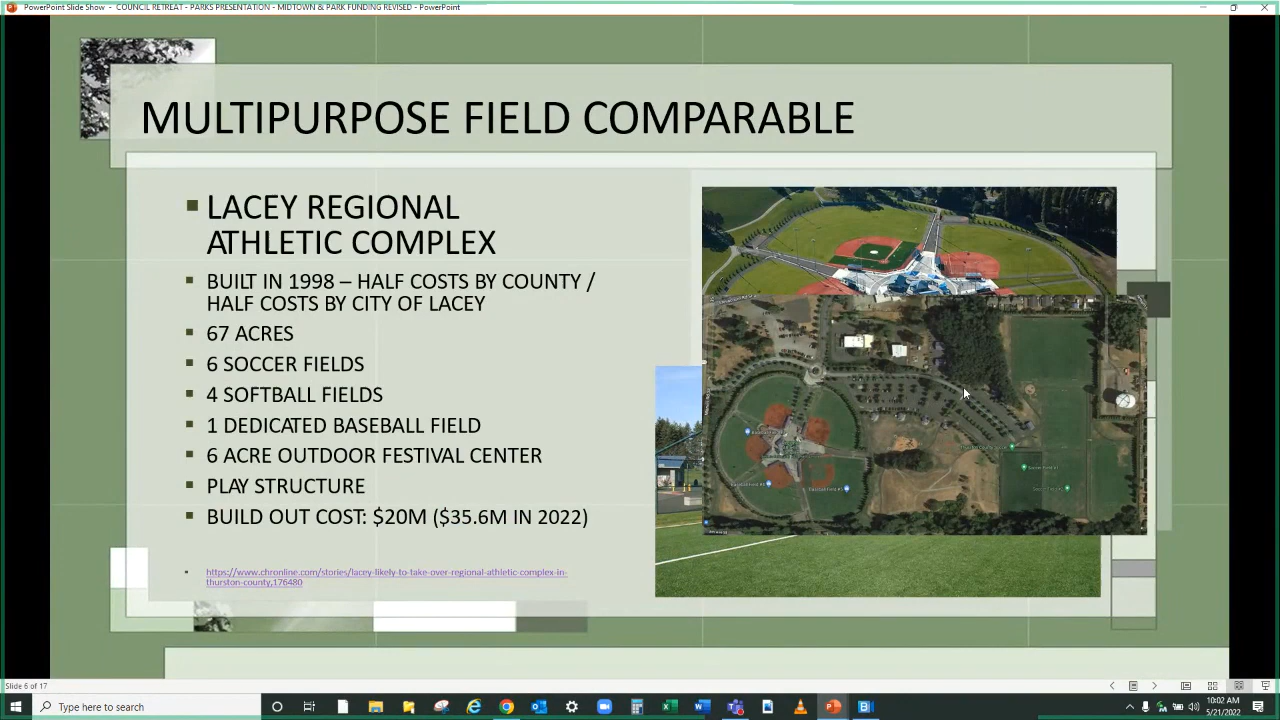 PowerPoint Slide Show - COUNCIL RETREAT - PARKS PRESENTATION - MIDTOWN & PARK FUNDING REVISED - PowerPoint
MULTIPURPOSE FIELD COMPARABLE
LACEY REGIONAL
ATHLETIC COMPLEX
BUILT IN 1998 – HALF COSTS BY COUNTY /
HALF COSTS BY CITY OF LACEY
67 ACRES
6 SOCCER FIELDS
4 SOFTBALL FIELDS
1 DEDICATED BASEBALL FIELD
6 ACRE OUTDOOR FESTIVAL CENTER
PLAY STRUCTURE
BUILD OUT COST: $20M ($35.6M IN 2022)
https://www.chronline.com/stories/lacey-likely-to-take-over-regional-athletic-complex-in-
thurston-county,176480
Slide 6 of 17
Type here to search
10:02 AM
5/21/2022